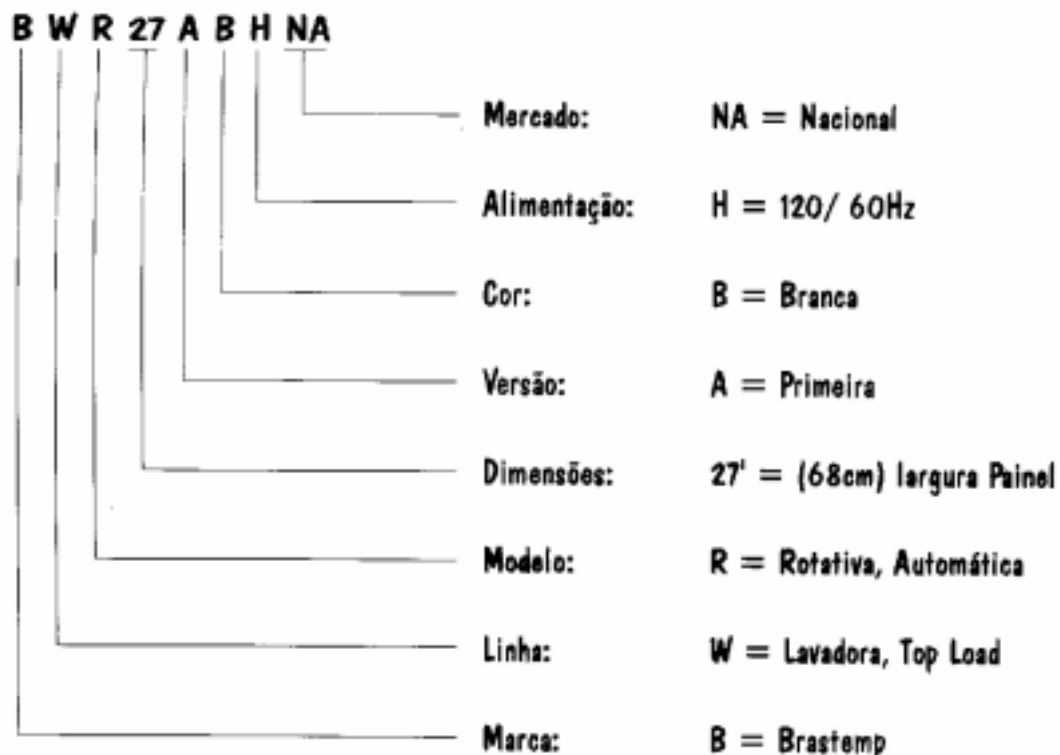 B W R 27 A B H NA
Mercado: NA = Nacional
Alimentação: H = 120/ 60Hz
Cor: B = Branca
Versão: A = Primeira
Dimensões: 27' = (68cm) largura Painel
Modelo: R = Rotativa, Automática
Linha: W = Lavadora, Top Load
Marca: B = Brastemp